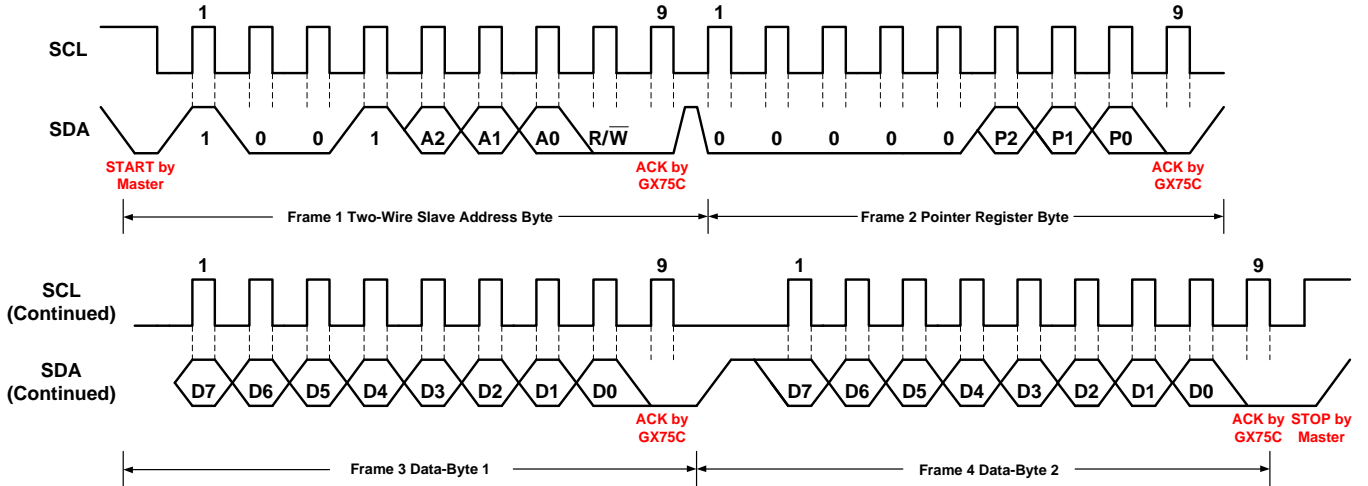 1 9 1 9
SCL
SDA
1 0 0 1 A2 A1 A0 R/W̅ 0 0 0 0 0 P2 P1 P0
START by Master
ACK by GX75C
ACK by GX75C
Frame 1 Two-Wire Slave Address Byte
Frame 2 Pointer Register Byte
1 9 1 9
SCL
(Continued)
SDA
(Continued)
D7 D6 D5 D4 D3 D2 D1 D0 D7 D6 D5 D4 D3 D2 D1 D0
ACK by GX75C
ACK by GX75C
STOP by Master
Frame 3 Data-Byte 1
Frame 4 Data-Byte 2